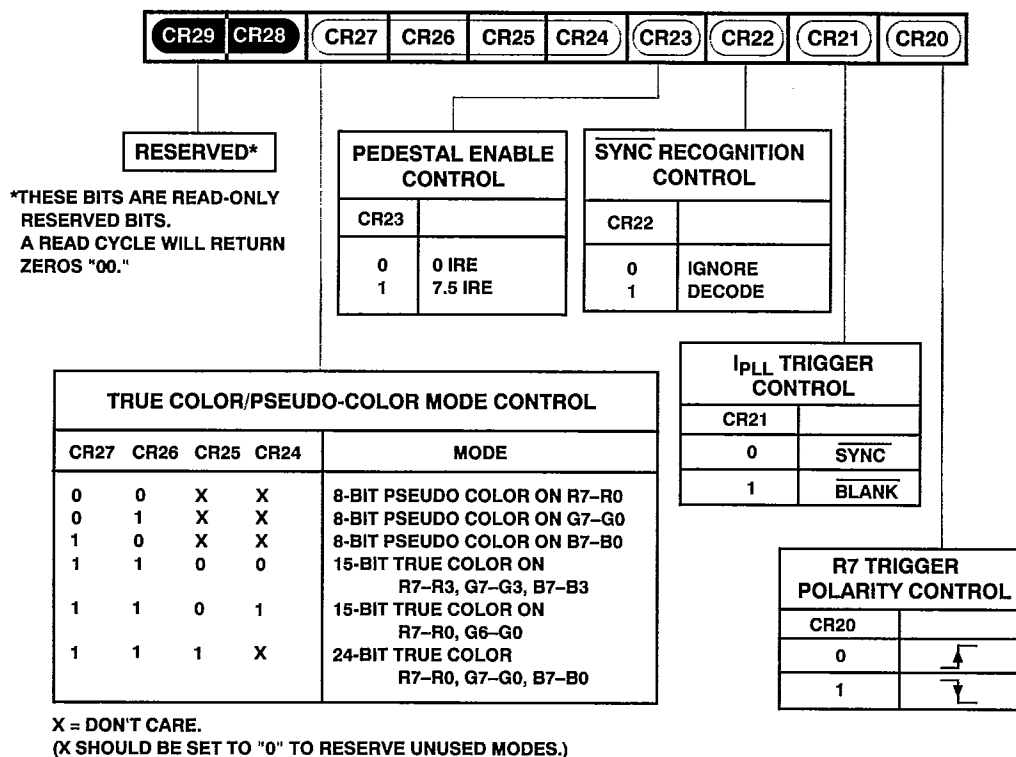 CR29 CR28 CR27 CR26 CR25 CR24 CR23 CR22 CR21 CR20
RESERVED*
*THESE BITS ARE READ-ONLY
RESERVED BITS.
A READ CYCLE WILL RETURN
ZEROS "00."
PEDESTAL ENABLE
CONTROL
CR23
0 0 IRE
1 7.5 IRE
SYNC RECOGNITION
CONTROL
CR22
0 IGNORE
1 DECODE
IPLL TRIGGER
CONTROL
CR21
0 SYNC
1 BLANK
TRUE COLOR/PSEUDO-COLOR MODE CONTROL
CR27 CR26 CR25 CR24 MODE
0 0 X X 8-BIT PSEUDO COLOR ON R7–R0
0 1 X X 8-BIT PSEUDO COLOR ON G7–G0
1 0 X X 8-BIT PSEUDO COLOR ON B7–B0
1 1 0 0 15-BIT TRUE COLOR ON
R7–R3, G7–G3, B7–B3
1 1 0 1 15-BIT TRUE COLOR ON
R7–R0, G6–G0
1 1 1 X 24-BIT TRUE COLOR
R7–R0, G7–G0, B7–B0
R7 TRIGGER
POLARITY CONTROL
CR20
0
1
X = DON'T CARE.
(X SHOULD BE SET TO "0" TO RESERVE UNUSED MODES.)